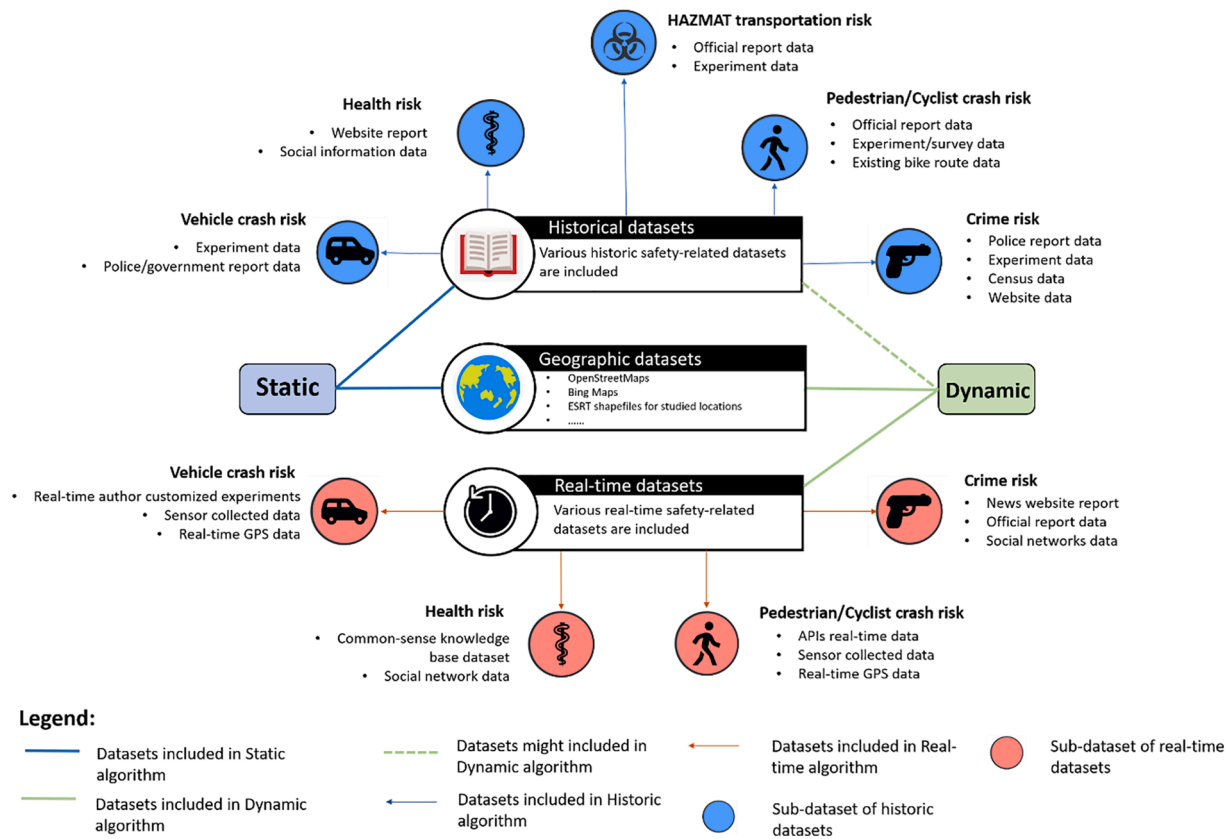 HAZMAT transportation risk
• Official report data
• Experiment data
Health risk
• Website report
• Social information data
Pedestrian/Cyclist crash risk
• Official report data
• Experiment/survey data
• Existing bike route data
Vehicle crash risk
• Experiment data
• Police/government report data
Historical datasets
Various historic safety-related datasets
are included
Crime risk
• Police report data
• Experiment data
• Census data
• Website data
Static
Geographic datasets
• OpenStreetMaps
• Bing Maps
• ESRT shapefiles for studied locations
• ......
Dynamic
Vehicle crash risk
• Real-time author customized experiments
• Sensor collected data
• Real-time GPS data
Real-time datasets
Various real-time safety-related
datasets are included
Crime risk
• News website report
• Official report data
• Social networks data
Health risk
• Common-sense knowledge
base dataset
• Social network data
Pedestrian/Cyclist crash risk
• APIs real-time data
• Sensor collected data
• Real-time GPS data
Legend:
Datasets included in Static
algorithm
Datasets included in Dynamic
algorithm
Datasets might included in
Dynamic algorithm
Datasets included in Historic
algorithm
Datasets included in Real-
time algorithm
Sub-dataset of historic
datasets
Sub-dataset of real-time
datasets